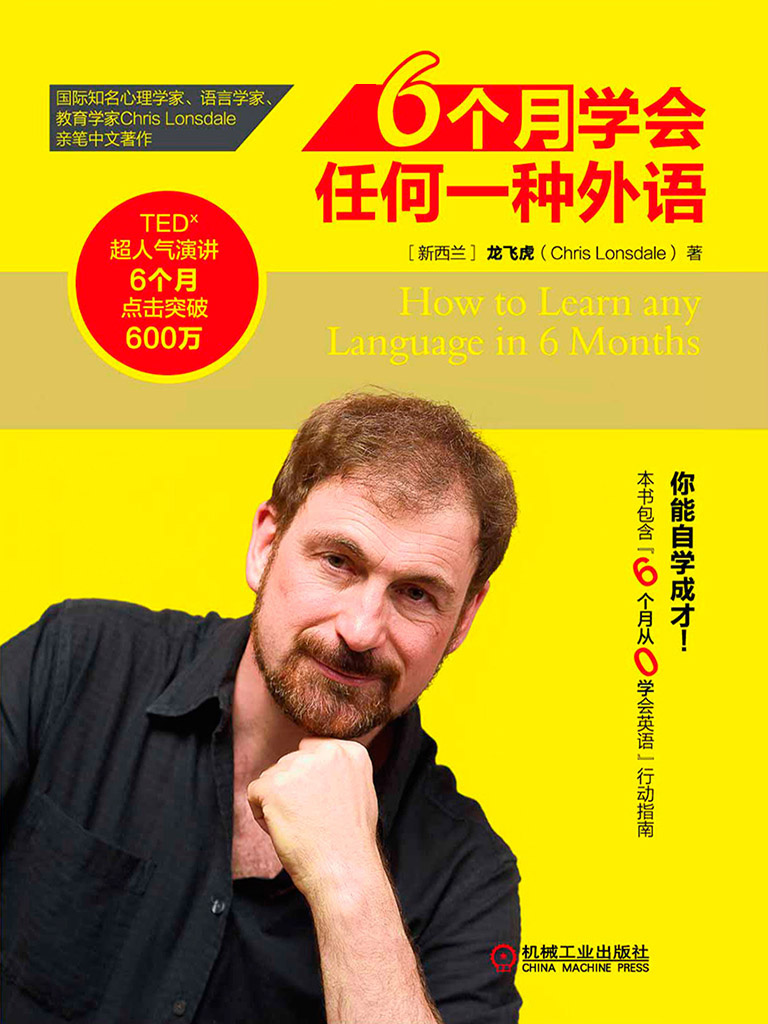 国际知名心理学家、语言学家、
教育学家Chris Lonsdale
亲笔中文著作
6个月学会
任何一种外语
[新西兰] 龙飞虎(Chris Lonsdale)著
TEDx
超人气演讲
6个月
点击突破
600万
How to Learn any
Language in 6 Months
你能自学成才!
本书包含『6个月从0学会英语』行动指南
机械工业出版社
CHINA MACHINE PRESS